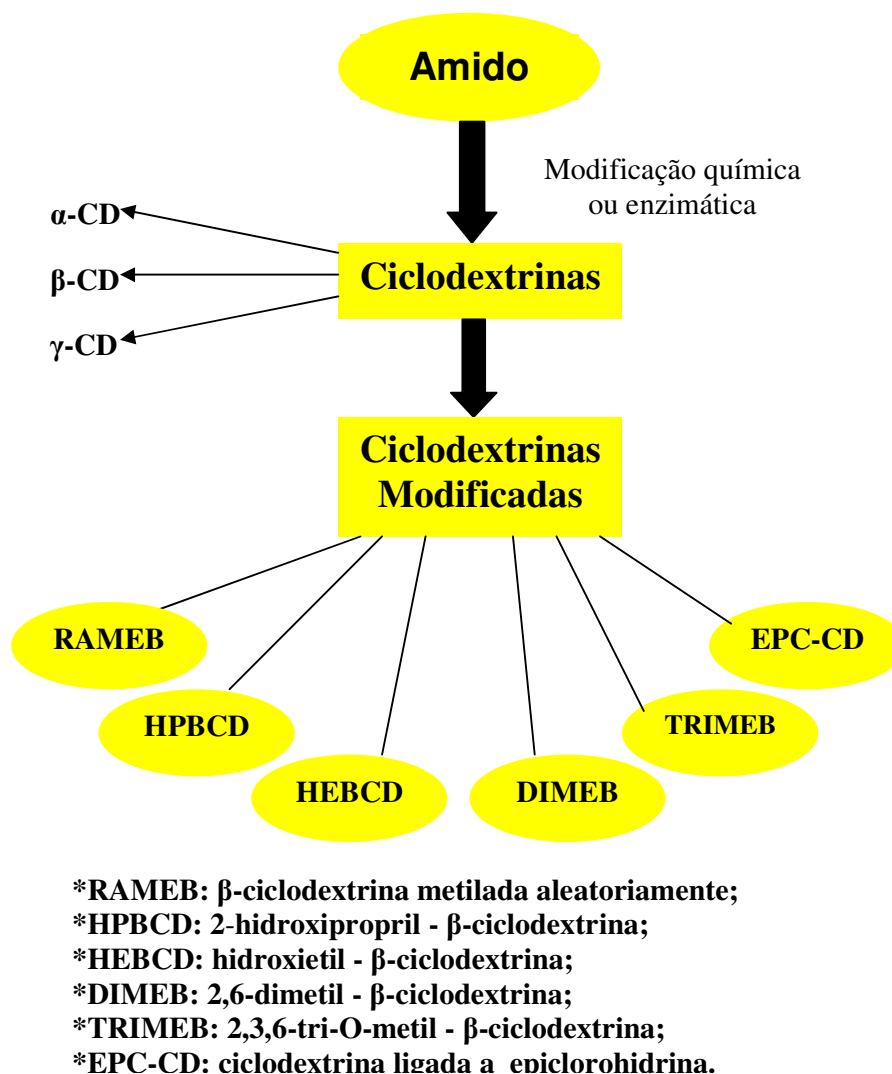 Amido
Modificação química
ou enzimática
α-CD
β-CD
γ-CD
Ciclodextrinas
Ciclodextrinas
Modificadas
RAMEB
EPC-CD
HPBCD
TRIMEB
HEBCD
DIMEB
*RAMEB: β-ciclodextrina metilada aleatoriamente;
*HPBCD: 2-hidroxipropril - β-ciclodextrina;
*HEBCD: hidroxietil - β-ciclodextrina;
*DIMEB: 2,6-dimetil - β-ciclodextrina;
*TRIMEB: 2,3,6-tri-O-metil - β-ciclodextrina;
*EPC-CD: ciclodextrina ligada a epiclorohidrina.